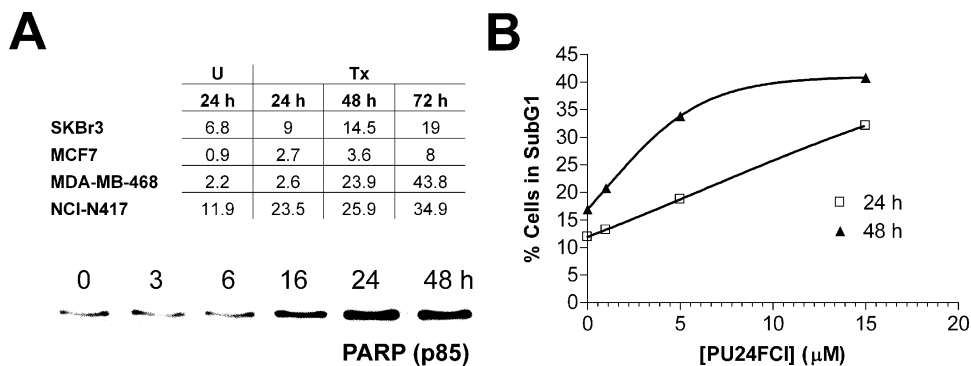 A
U Tx
24 h 24 h 48 h 72 h
SKBr3 6.8 9 14.5 19
MCF7 0.9 2.7 3.6 8
MDA-MB-468 2.2 2.6 23.9 43.8
NCI-N417 11.9 23.5 25.9 34.9
0 3 6 16 24 48 h
PARP (p85)
B
% Cells in SubG1
45
40
35
30
25
20
15
10
5
0
24 h
48 h
0 5 10 15 20
[PU24FCl] (μM)